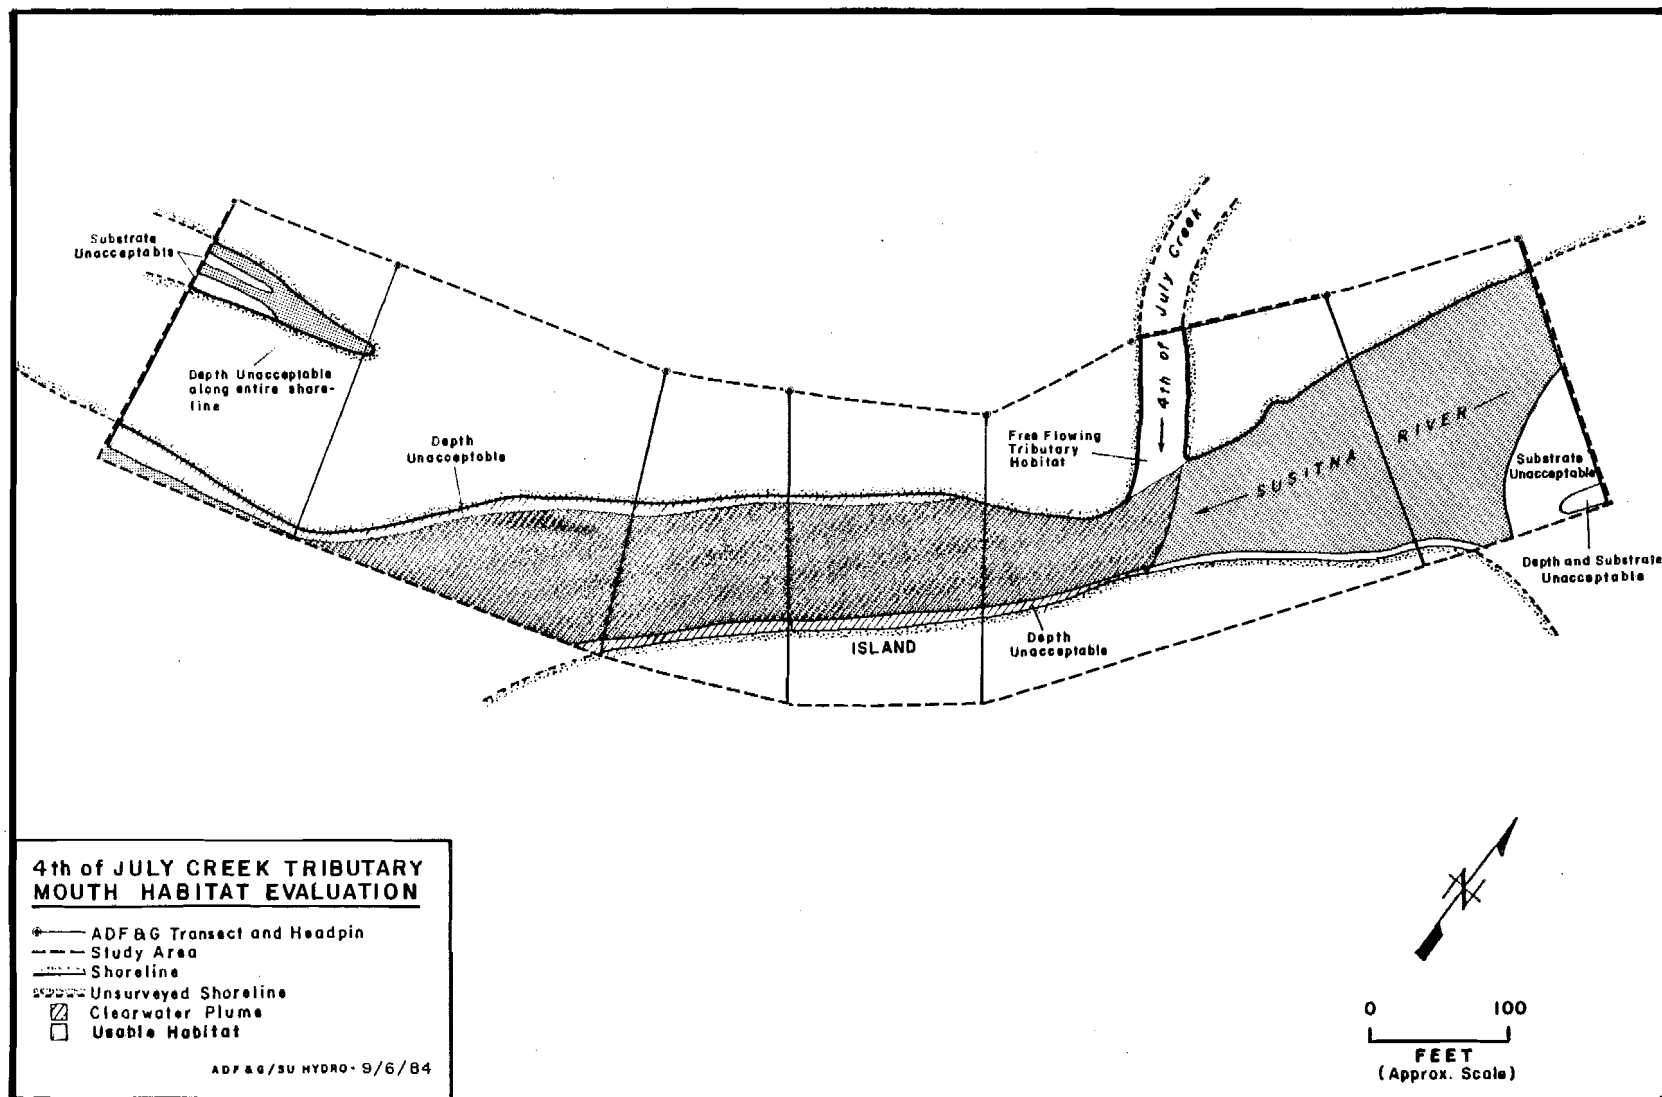 Substrate
Unacceptable
Depth Unacceptable
along entire shore-
line
Depth
Unacceptable
Free Flowing
Tributary
Habitat
4th of July Creek
SUSITNA RIVER
Substrate
Unacceptable
Depth and Substrate
Unacceptable
Depth
Unacceptable
ISLAND
4th of JULY CREEK TRIBUTARY
MOUTH HABITAT EVALUATION
ADF&G Transect and Headpin
Study Area
Shoreline
Unsurveyed Shoreline
Clearwater Plume
Usable Habitat
ADF&G/SU HYDRO- 9/6/84
N
0 100
FEET
(Approx. Scale)